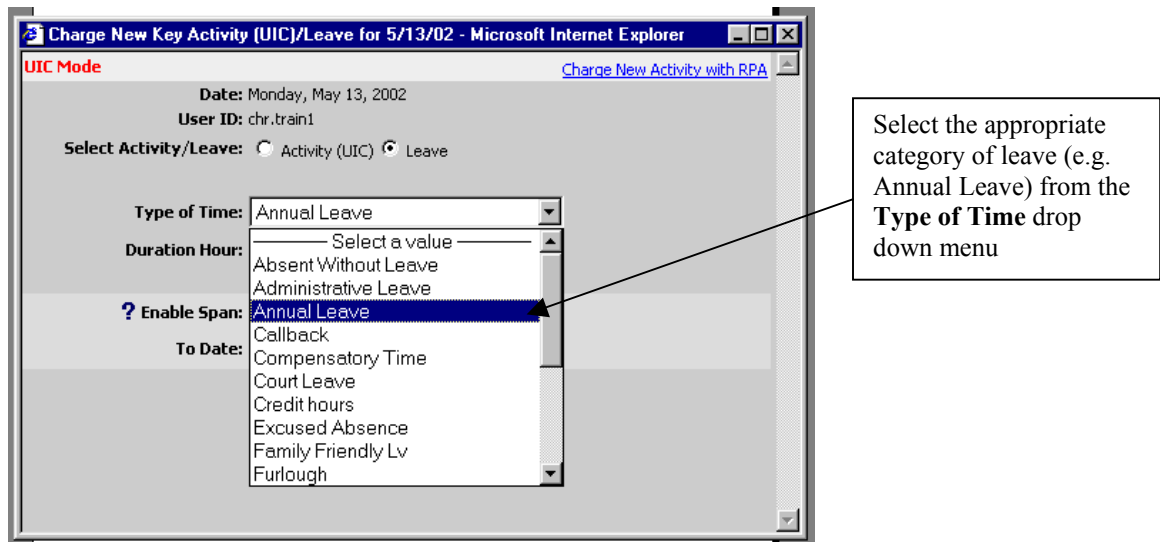 Charge New Key Activity (UIC)/Leave for 5/13/02 - Microsoft Internet Explorer
UIC Mode Charge New Activity with RPA
Date: Monday, May 13, 2002
User ID: chr.train1
Select Activity/Leave: Activity (UIC) Leave
Type of Time: Annual Leave
Duration Hour:
Select a value
Absent Without Leave
Administrative Leave
? Enable Span: Annual Leave
Callback
To Date:
Compensatory Time
Court Leave
Credit hours
Excused Absence
Family Friendly Lv
Furlough
Select the appropriate
category of leave (e.g.
Annual Leave) from the
Type of Time drop
down menu